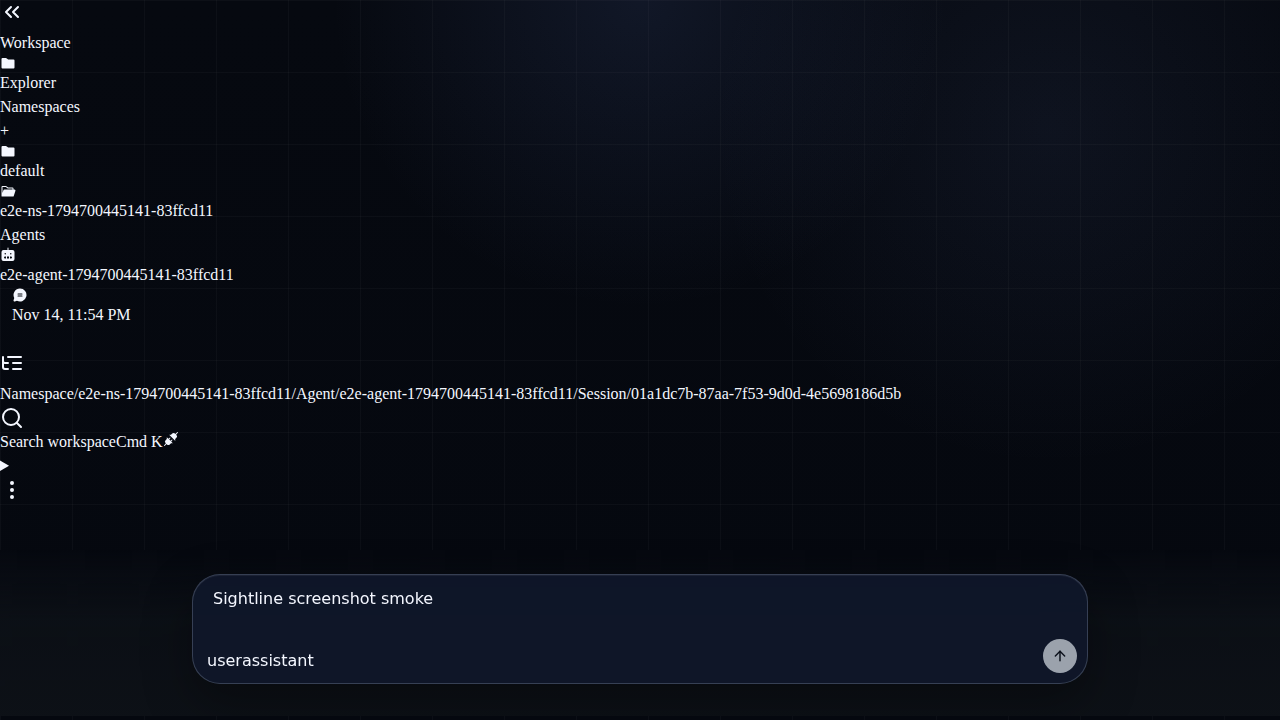 Workspace
Explorer
Namespaces
+
default
e2e-ns-1794700445141-83ffcd11
Agents
e2e-agent-1794700445141-83ffcd11
Nov 14, 11:54 PM
Namespace/e2e-ns-1794700445141-83ffcd11/Agent/e2e-agent-1794700445141-83ffcd11/Session/01a1dc7b-87aa-7f53-9d0d-4e5698186d5b
Search workspaceCmd K
Sightline screenshot smoke
userassistant